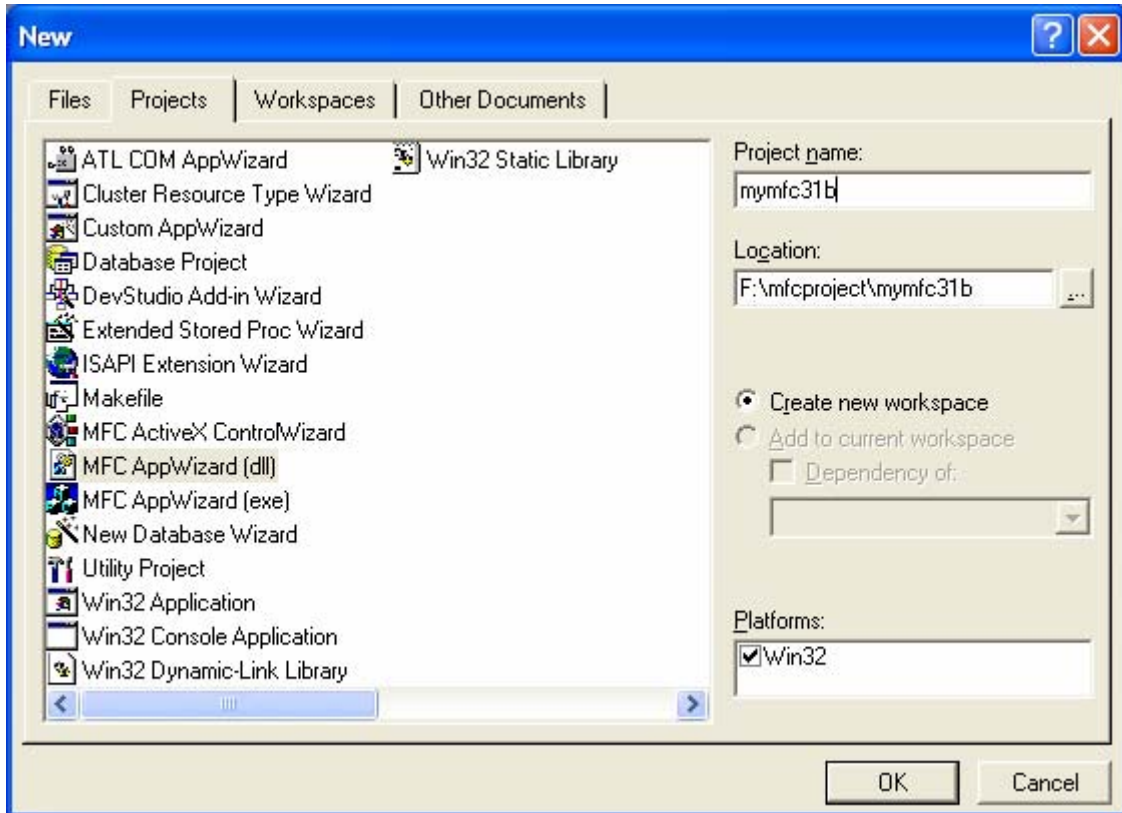 New
Files Projects Workspaces Other Documents
ATL COM AppWizard
Cluster Resource Type Wizard
Custom AppWizard
Database Project
DevStudio Add-in Wizard
Extended Stored Proc Wizard
ISAPI Extension Wizard
Makefile
MFC ActiveX ControlWizard
MFC AppWizard (dll)
MFC AppWizard (exe)
New Database Wizard
Utility Project
Win32 Application
Win32 Console Application
Win32 Dynamic-Link Library
Win32 Static Library
Project name:
mymfc31b
Location:
F:\mfcproject\mymfc31b
...
Create new workspace
Add to current workspace
Dependency of:
Platforms:
Win32
OK Cancel